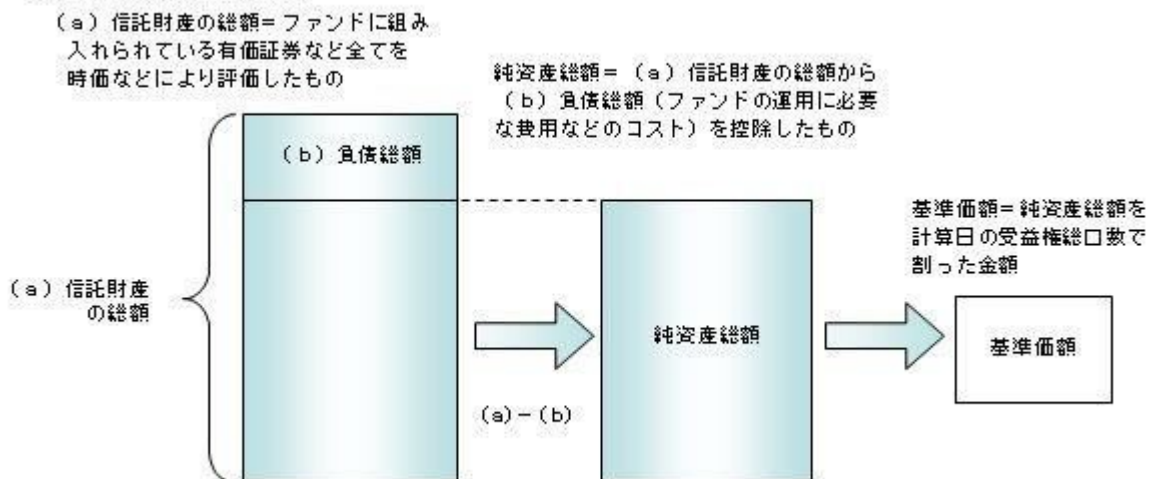 (a)信託財産の総額=ファンドに組み
入れられている有価証券など全てを
時価などにより評価したもの
純資産総額=(a)信託財産の総額から
(b)負債総額(ファンドの運用に必要
な費用などのコスト)を控除したもの
(b)負債総額
基準価額=純資産総額を
計算日の受益権総口数で
割った金額
(a)信託財産
の総額
純資産総額
基準価額
(a)-(b)